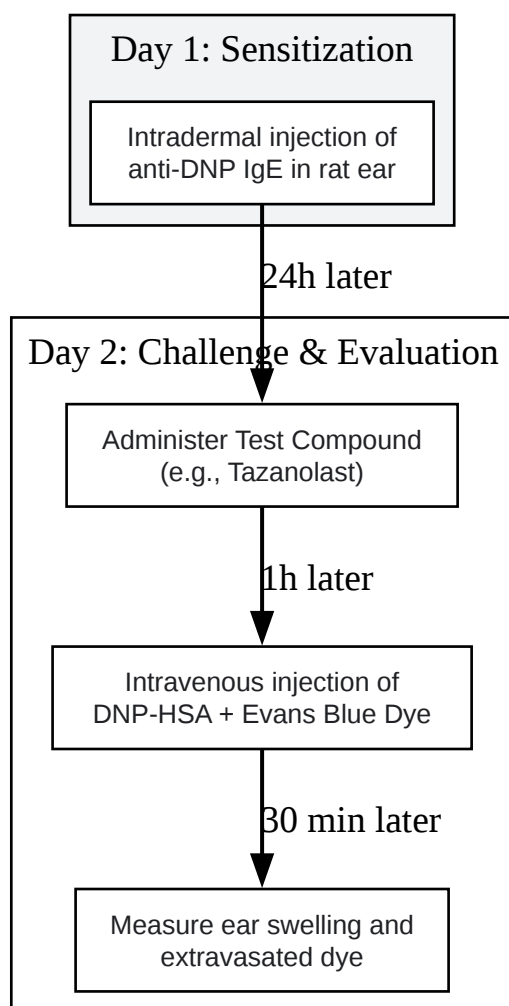 Day 1: Sensitization
Intradermal injection of
anti-DNP IgE in rat ear
24h later
Day 2: Challenge & Evaluation
Administer Test Compound
(e.g., Tazanolast)
1h later
Intravenous injection of
DNP-HSA + Evans Blue Dye
30 min later
Measure ear swelling and
extravasated dye